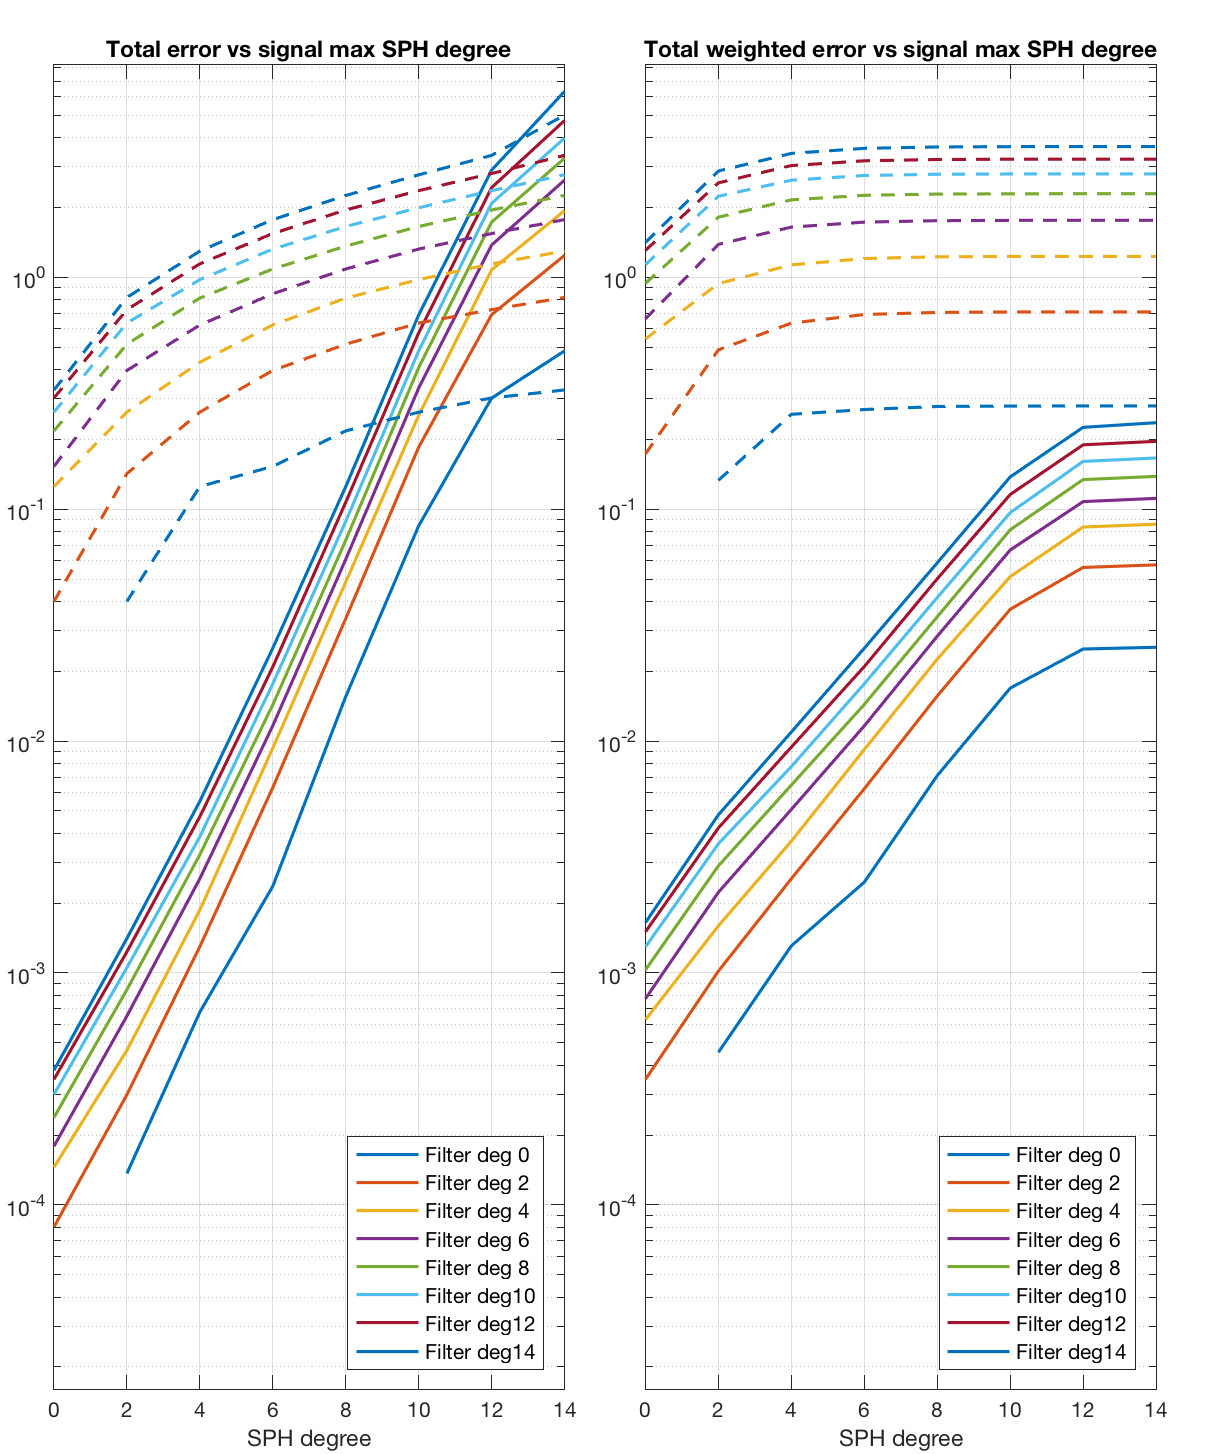 Total error vs signal max SPH degree
10^0
10^-1
10^-2
10^-3
10^-4
Filter deg 0
Filter deg 2
Filter deg 4
Filter deg 6
Filter deg 8
Filter deg10
Filter deg12
Filter deg14
0 2 4 6 8 10 12 14
SPH degree
Total weighted error vs signal max SPH degree
10^0
10^-1
10^-2
10^-3
10^-4
Filter deg 0
Filter deg 2
Filter deg 4
Filter deg 6
Filter deg 8
Filter deg10
Filter deg12
Filter deg14
0 2 4 6 8 10 12 14
SPH degree